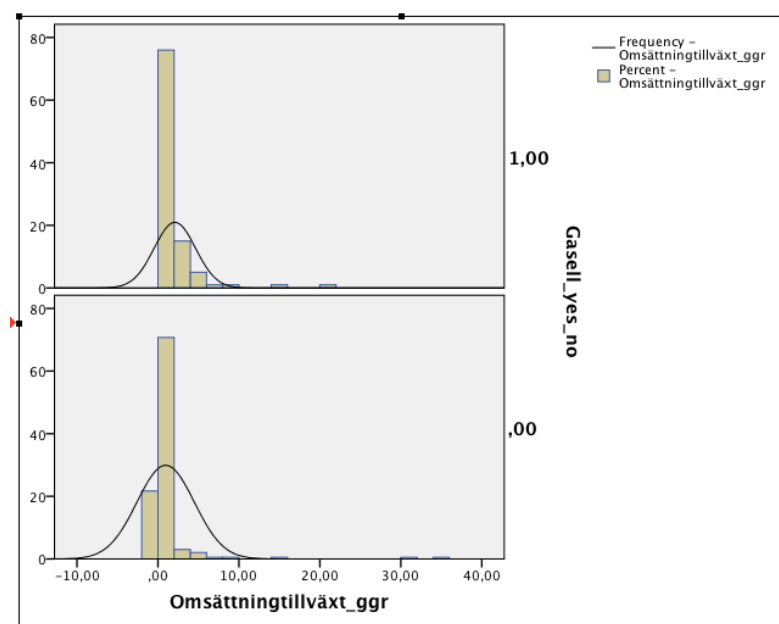 80
60
40
20
0
80
60
40
20
0
-10,00 ,00 10,00 20,00 30,00 40,00
Omsättningtillväxt_ggr
1,00
,00
Gasell_yes_no
Frequency –
Omsättningtillväxt_ggr
Percent –
Omsättningtillväxt_ggr